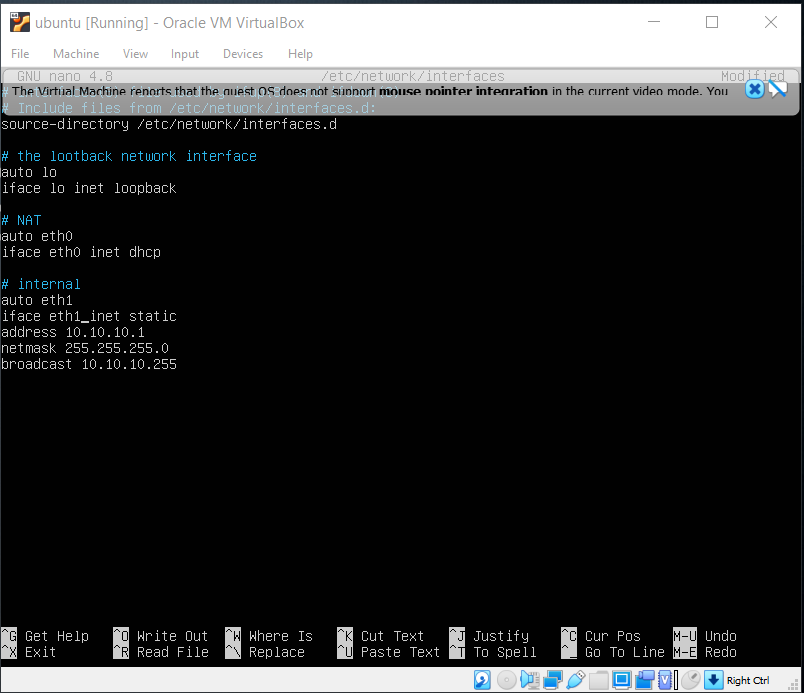 ubuntu [Running] - Oracle VM VirtualBox
File Machine View Input Devices Help
GNU nano 4.8 /etc/network/interfaces Modified
The Virtual Machine reports that the guest OS does not support mouse pointer integration in the current video mode. You
# Include files from /etc/network/interfaces.d:
source-directory /etc/network/interfaces.d
# the lootback network interface
auto lo
iface lo inet loopback
# NAT
auto eth0
iface eth0 inet dhcp
# internal
auto eth1
iface eth1_inet static
address 10.10.10.1
netmask 255.255.255.0
broadcast 10.10.10.255
^G Get Help ^O Write Out ^W Where Is ^K Cut Text ^J Justify ^C Cur Pos M-U Undo
^X Exit ^R Read File ^\ Replace ^U Paste Text ^T To Spell ^_ Go To Line M-E Redo
Right Ctrl